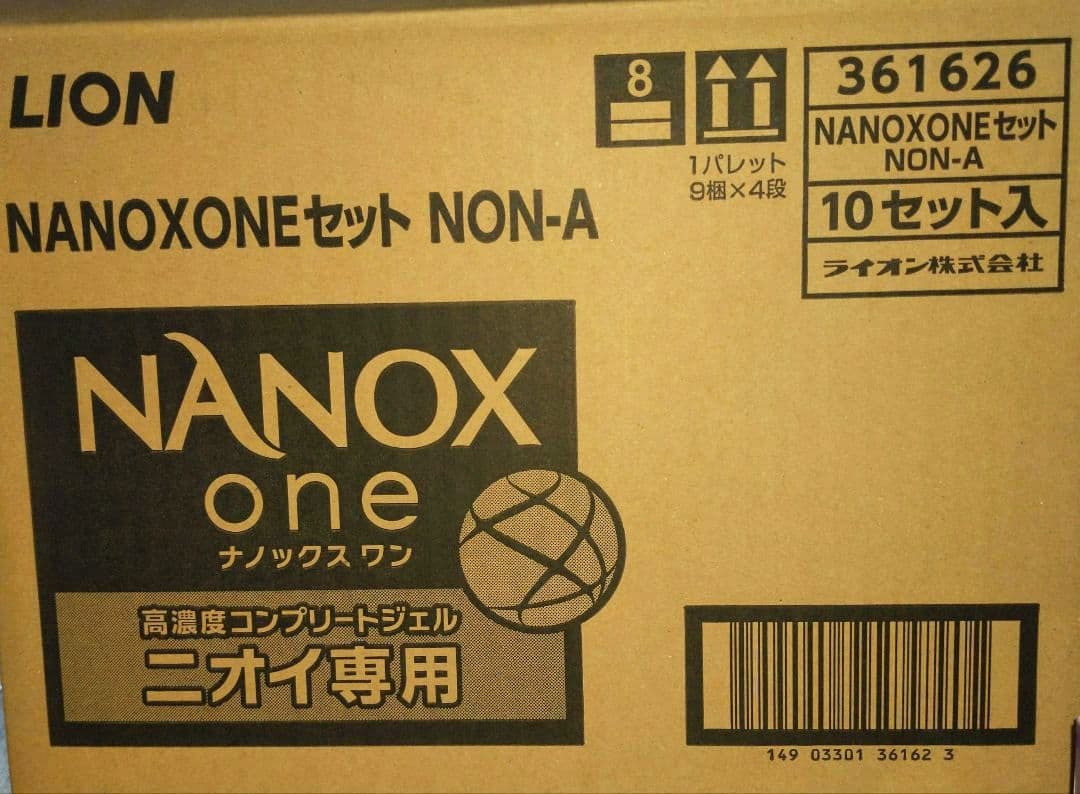 LION
NANOXONEセット NON-A
8
1パレット
9梱×4段
361626
NANOXONEセット
NON-A
10セット入
ライオン株式会社
NANOX
one
ナノックス ワン
高濃度コンプリートジェル
ニオイ専用
149 03301 36162 3